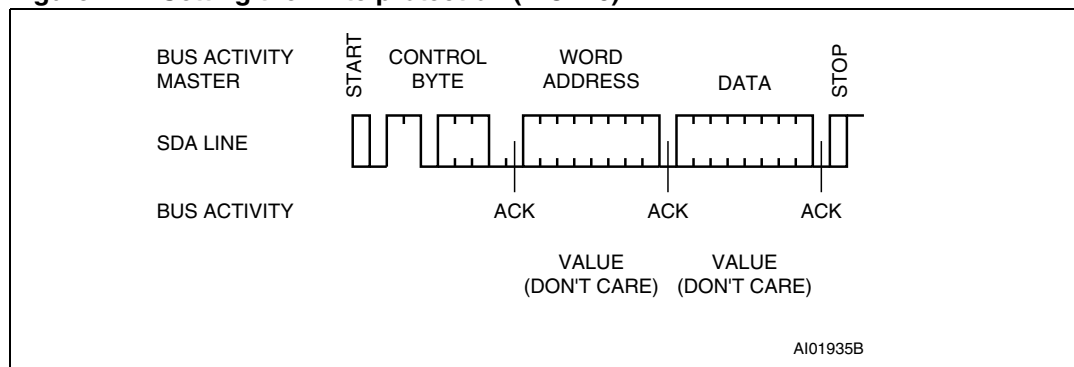 BUS ACTIVITY
MASTER
START
CONTROL
BYTE
WORD
ADDRESS
DATA
STOP
SDA LINE
BUS ACTIVITY
ACK
ACK
ACK
VALUE
(DON'T CARE)
VALUE
(DON'T CARE)
AI01935B